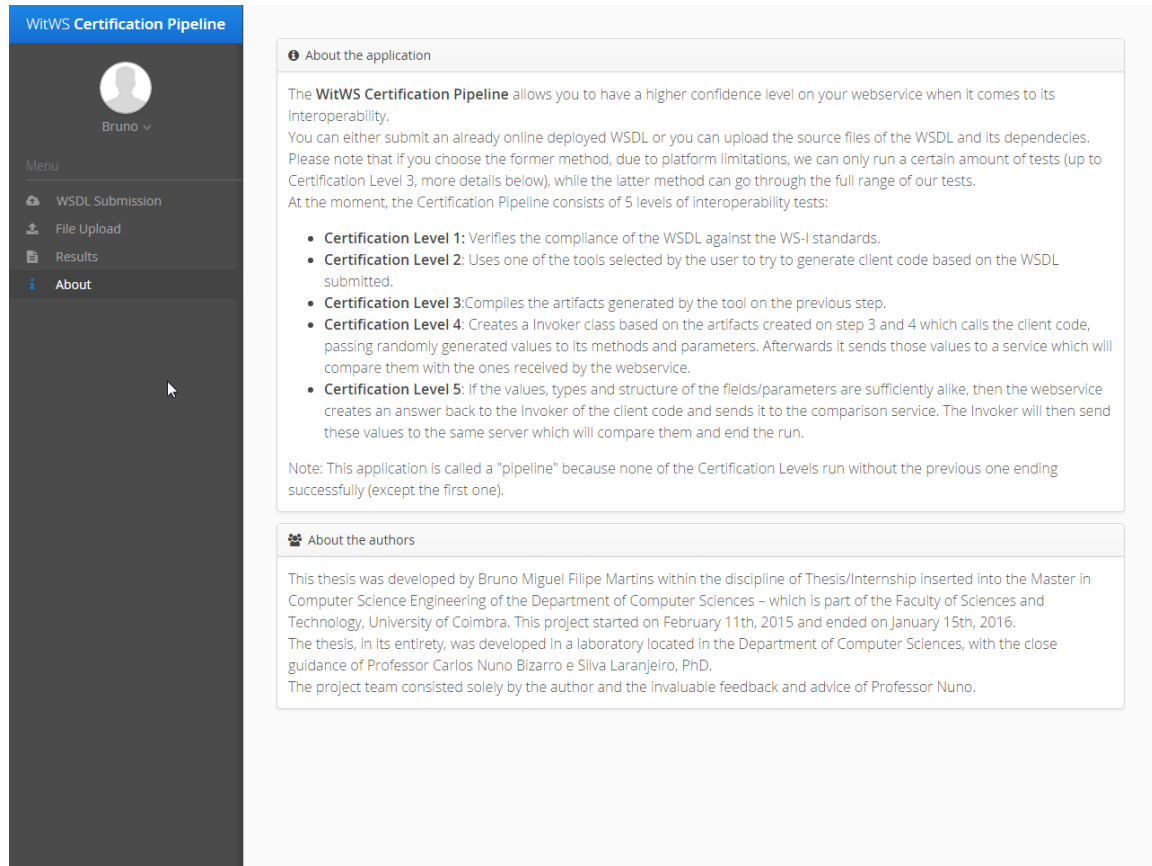 WitWS Certification Pipeline
Bruno
Menu
WSDL Submission
File Upload
Results
About
About the application
The WitWS Certification Pipeline allows you to have a higher confidence level on your webservice when it comes to its
interoperability.
You can either submit an already online deployed WSDL or you can upload the source files of the WSDL and its dependecies.
Please note that if you choose the former method, due to platform limitations, we can only run a certain amount of tests (up to
Certification Level 3, more details below), while the latter method can go through the full range of our tests.
At the moment, the Certification Pipeline consists of 5 levels of interoperability tests:
• Certification Level 1: Verifies the compliance of the WSDL against the WS-I standards.
• Certification Level 2: Uses one of the tools selected by the user to try to generate client code based on the WSDL
submitted.
• Certification Level 3:Compiles the artifacts generated by the tool on the previous step.
• Certification Level 4: Creates a Invoker class based on the artifacts created on step 3 and 4 which calls the client code,
passing randomly generated values to its methods and parameters. Afterwards it sends those values to a service which will
compare them with the ones received by the webservice.
• Certification Level 5: If the values, types and structure of the fields/parameters are sufficiently alike, then the webservice
creates an answer back to the Invoker of the client code and sends it to the comparison service. The Invoker will then send
these values to the same server which will compare them and end the run.
Note: This application is called a "pipeline" because none of the Certification Levels run without the previous one ending
successfully (except the first one).
About the authors
This thesis was developed by Bruno Miguel Filipe Martins within the discipline of Thesis/Internship inserted into the Master in
Computer Science Engineering of the Department of Computer Sciences – which is part of the Faculty of Sciences and
Technology, University of Coimbra. This project started on February 11th, 2015 and ended on January 15th, 2016.
The thesis, in its entirety, was developed in a laboratory located in the Department of Computer Sciences, with the close
guidance of Professor Carlos Nuno Bizarro e Silva Laranjeiro, PhD.
The project team consisted solely by the author and the invaluable feedback and advice of Professor Nuno.